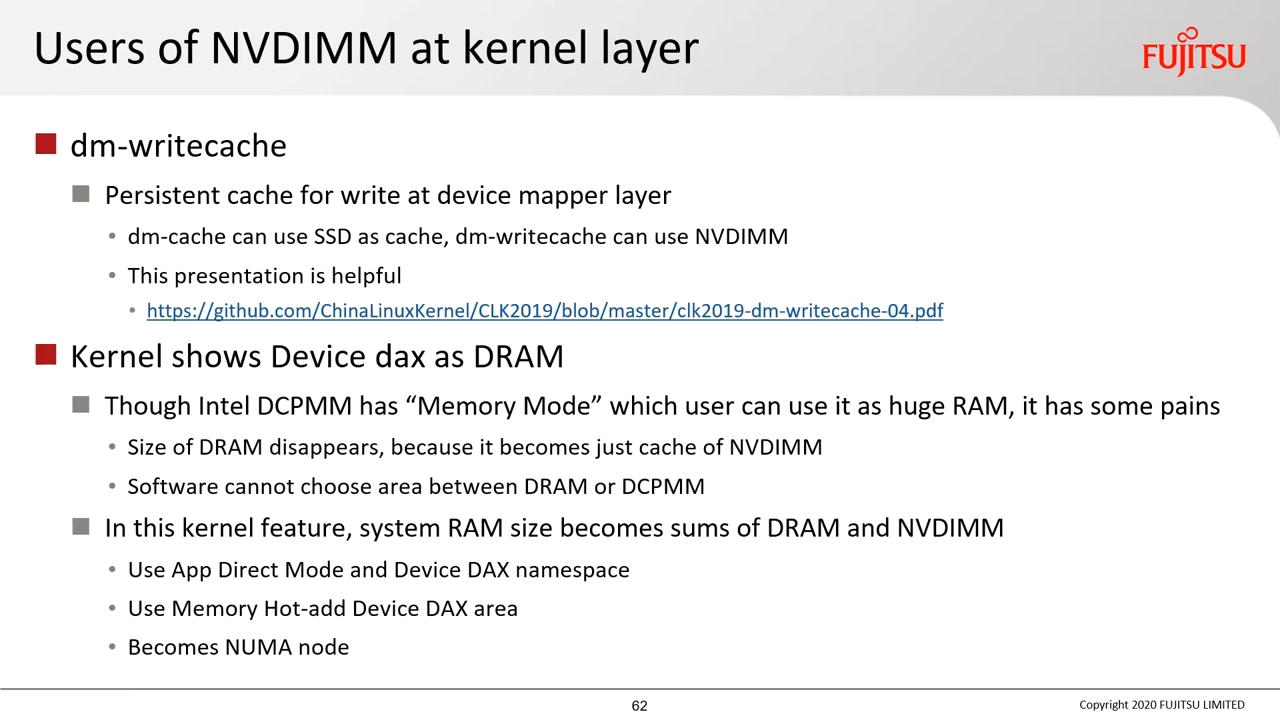 Users of NVDIMM at kernel layer
FUJITSU
dm-writecache
Persistent cache for write at device mapper layer
dm-cache can use SSD as cache, dm-writecache can use NVDIMM
This presentation is helpful
https://github.com/ChinaLinuxKernel/CLK2019/blob/master/clk2019-dm-writecache-04.pdf
Kernel shows Device dax as DRAM
Though Intel DCPMM has “Memory Mode” which user can use it as huge RAM, it has some pains
Size of DRAM disappears, because it becomes just cache of NVDIMM
Software cannot choose area between DRAM or DCPMM
In this kernel feature, system RAM size becomes sums of DRAM and NVDIMM
Use App Direct Mode and Device DAX namespace
Use Memory Hot-add Device DAX area
Becomes NUMA node
62
Copyright 2020 FUJITSU LIMITED